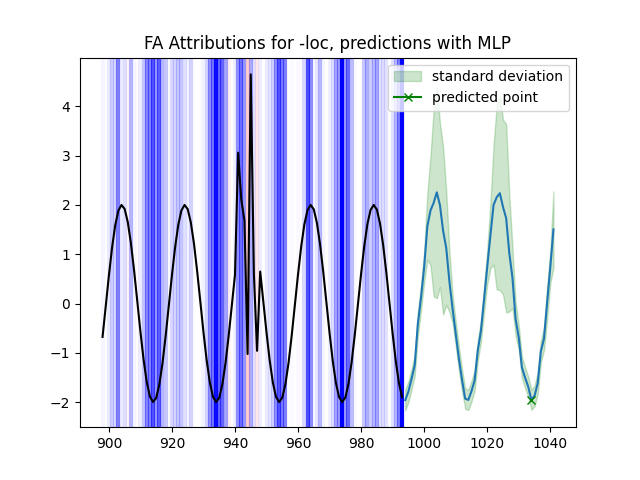 FA Attributions for -loc, predictions with MLP
standard deviation
predicted point
4
3
2
1
0
−1
−2
900 920 940 960 980 1000 1020 1040